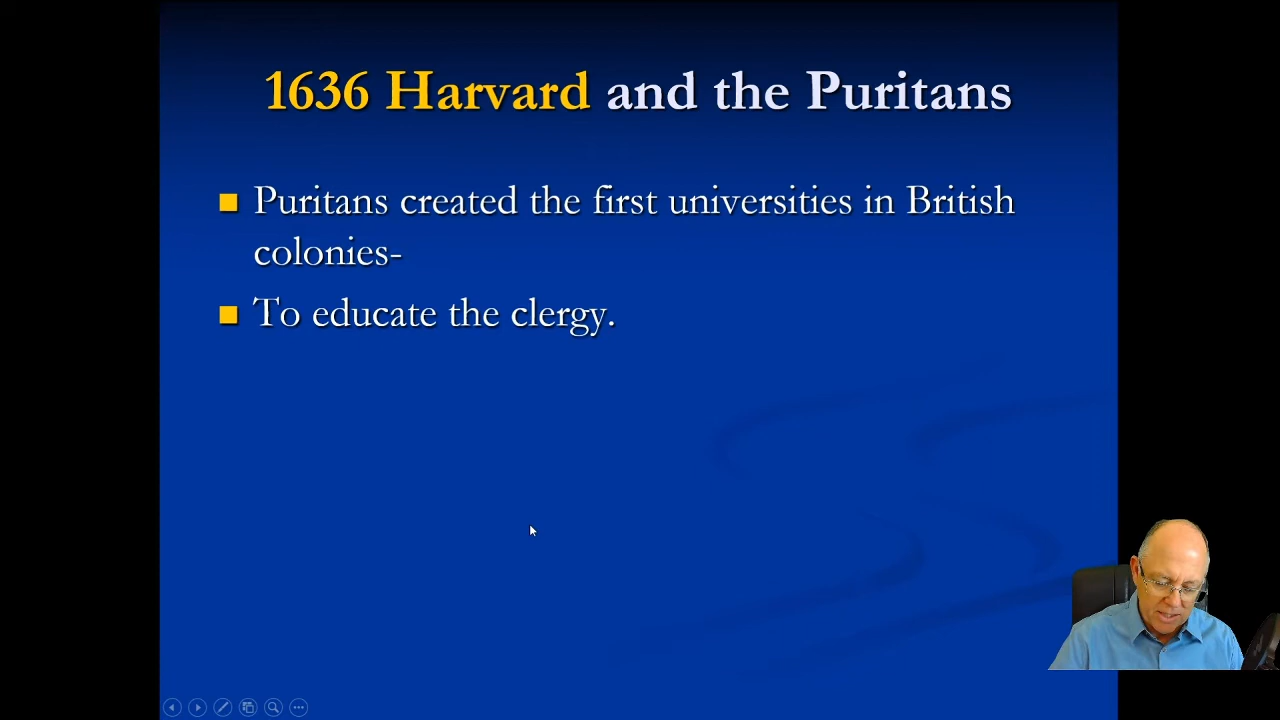 1636 Harvard and the Puritans
Puritans created the first universities in British
colonies-
To educate the clergy.